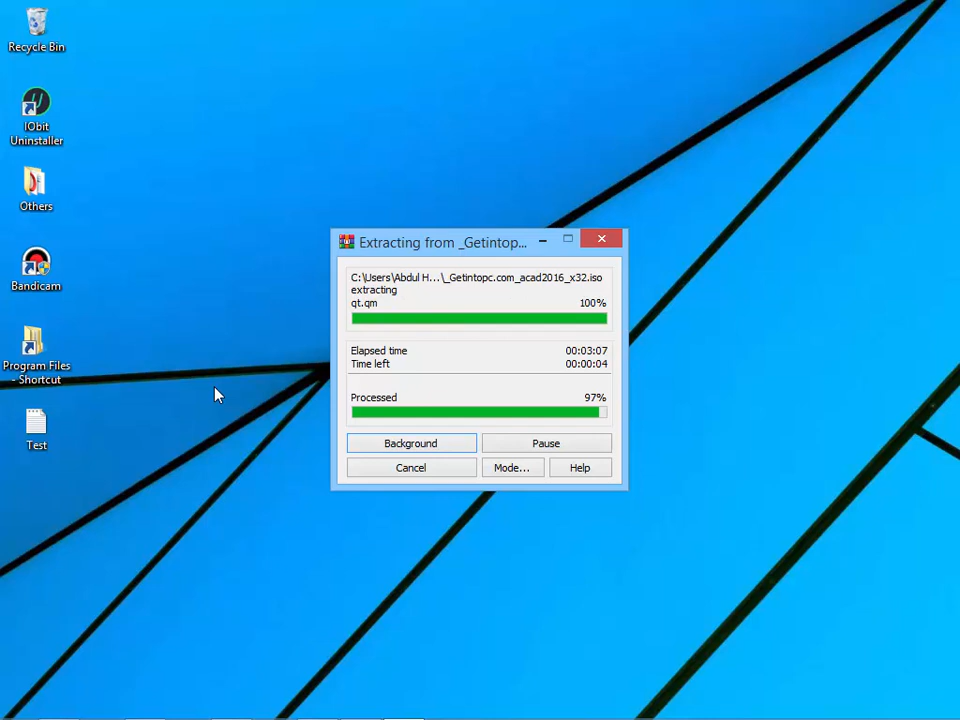 Recycle Bin
IObit
Uninstaller
Others
Bandicam
Program Files
- Shortcut
Test
Extracting from _Getintop...
C:\Users\Abdul H...\_Getintopc.com_acad2016_x32.iso
extracting
qt.qm 100%
Elapsed time 00:03:07
Time left 00:00:04
Processed 97%
Background Pause
Cancel Mode... Help